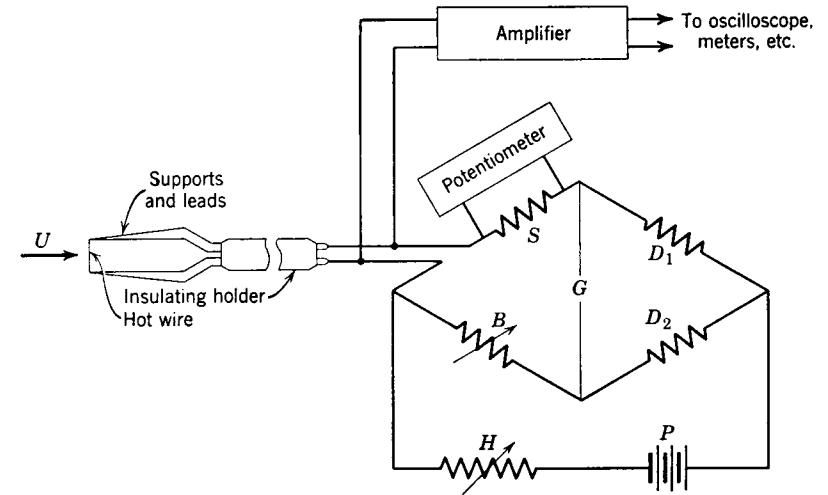 Amplifier
To oscilloscope,
meters, etc.
Potentiometer
Supports
and leads
U
S
D1
G
Insulating holder
Hot wire
B
D2
H
P